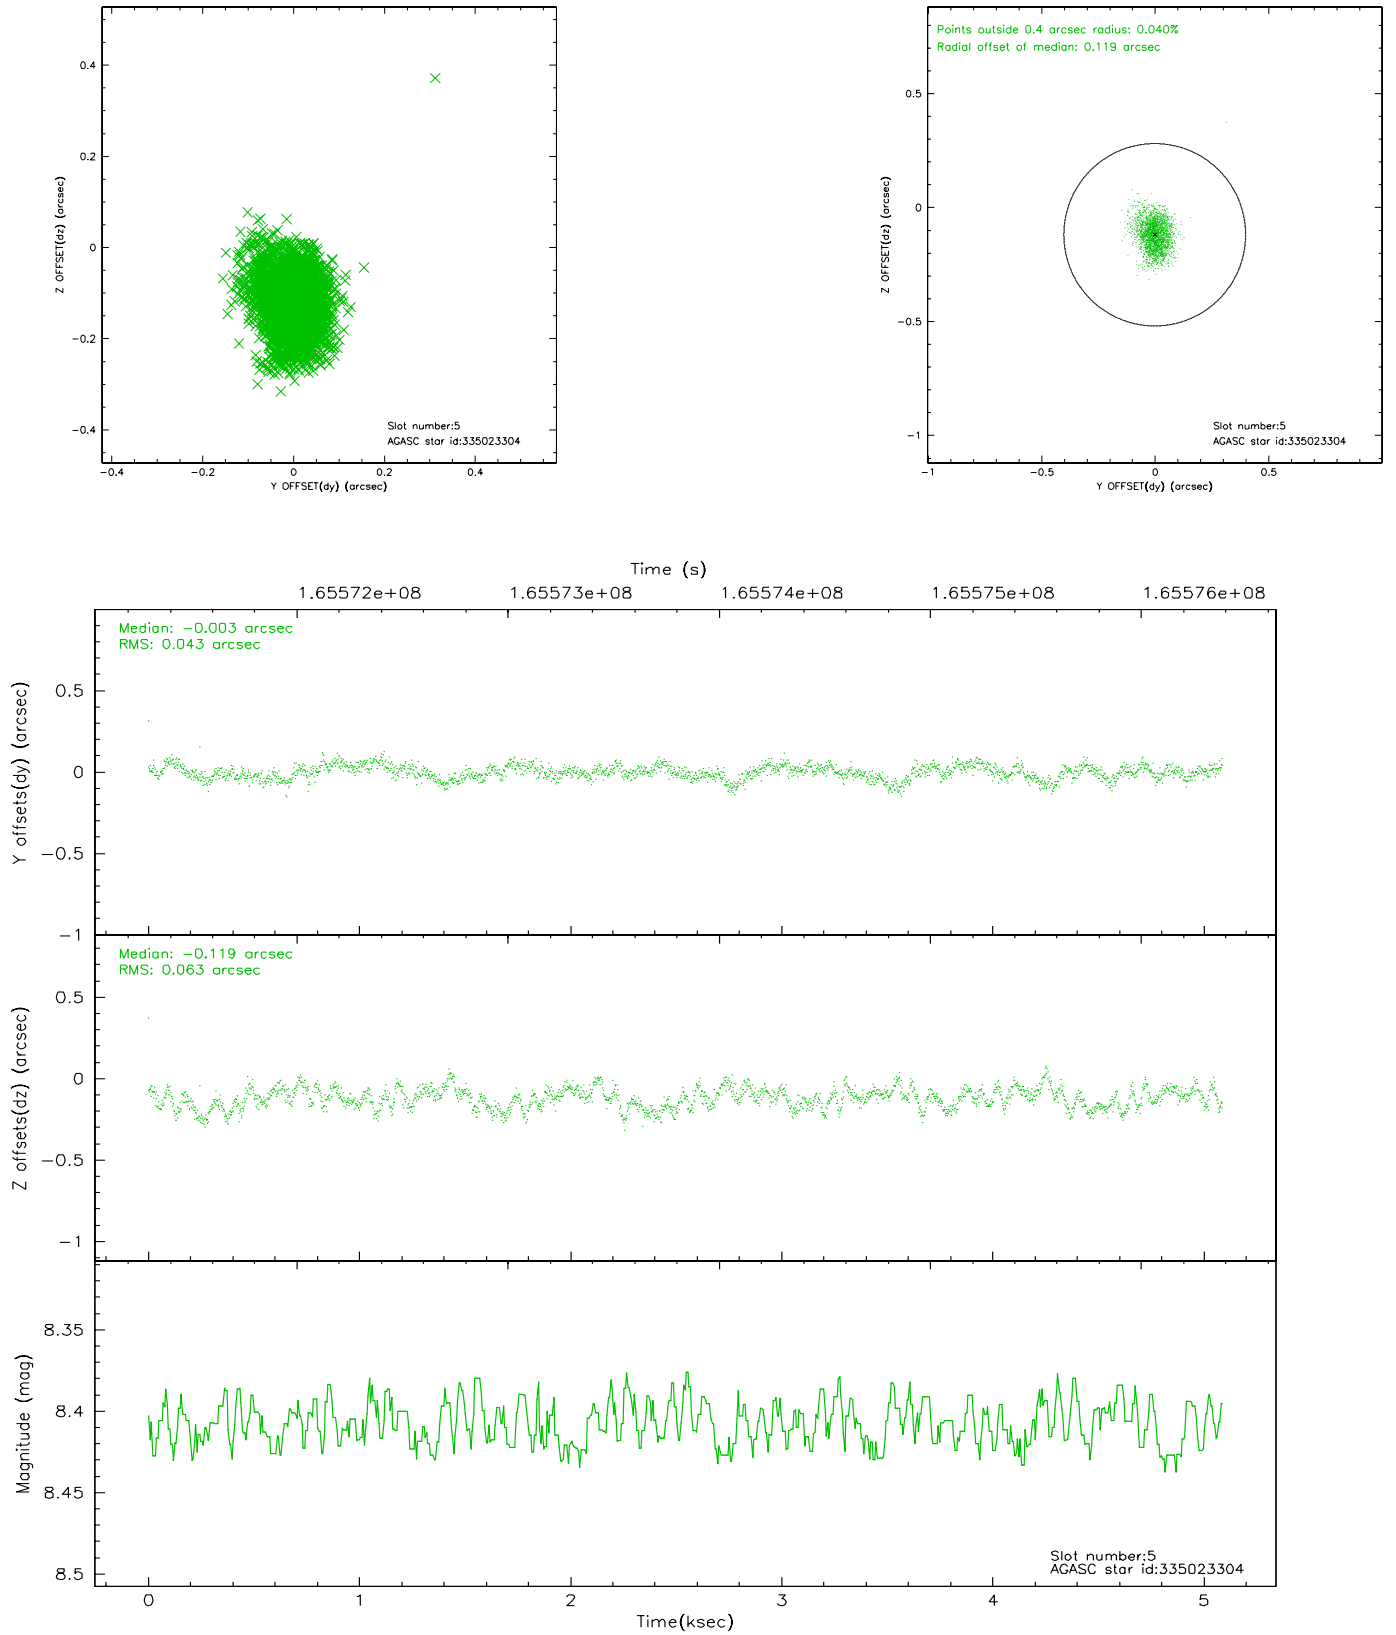 0.4
0.2
0
−0.2
−0.4
Z OFFSET(dz) (arcsec)
Slot number:5
AGASC star id:335023304
−0.4 −0.2 0 0.2 0.4
Y OFFSET(dy) (arcsec)
Points outside 0.4 arcsec radius: 0.040%
Radial offset of median: 0.119 arcsec
0.5
0
−0.5
−1
Z OFFSET(dz) (arcsec)
Slot number:5
AGASC star id:335023304
−1 −0.5 0 0.5
Y OFFSET(dy) (arcsec)
Time (s)
1.65572e+08 1.65573e+08 1.65574e+08 1.65575e+08 1.65576e+08
Median: −0.003 arcsec
RMS: 0.043 arcsec
0.5
0
−0.5
−1
Y offsets(dy) (arcsec)
Median: −0.119 arcsec
RMS: 0.063 arcsec
0.5
0
−0.5
−1
Z offsets(dz) (arcsec)
8.35
8.4
8.45
8.5
Magnitude (mag)
Slot number:5
AGASC star id:335023304
0 1 2 3 4 5
Time(ksec)